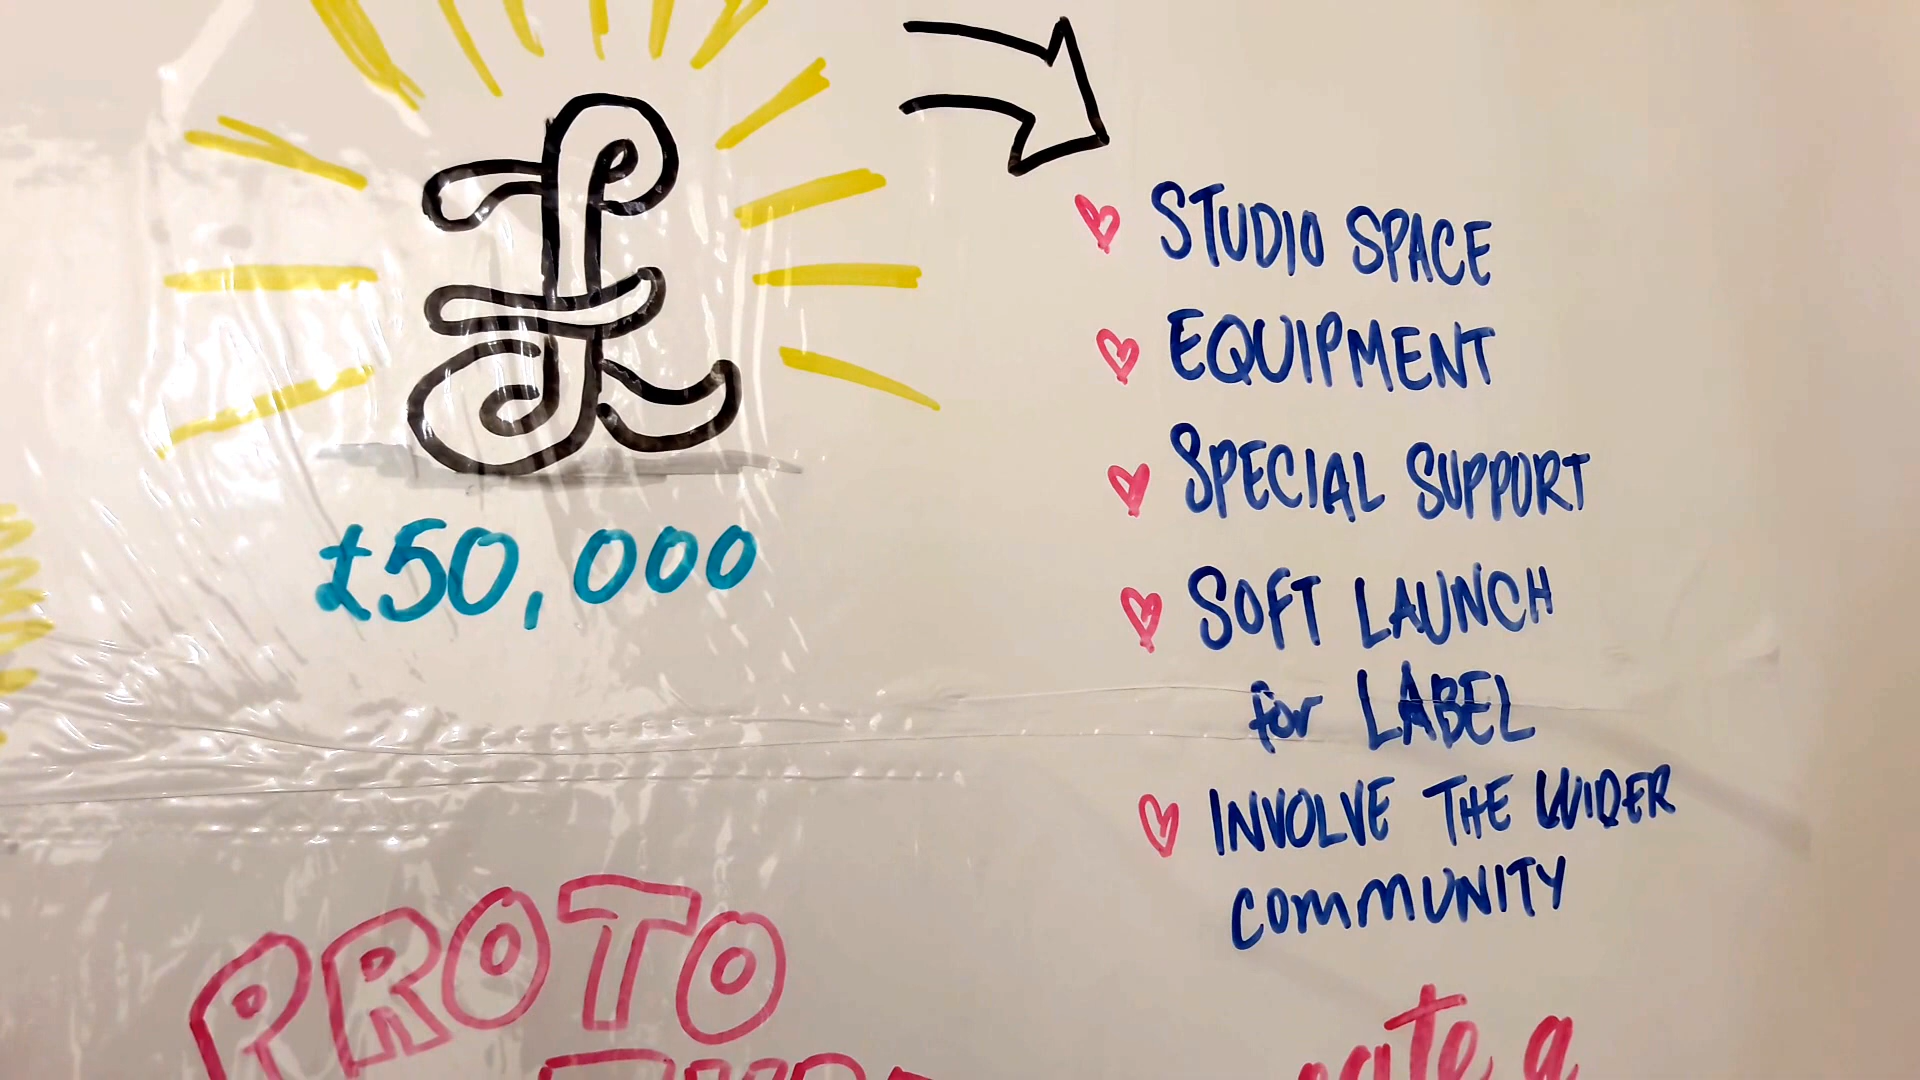 £
£50,000
STUDIO SPACE
EQUIPMENT
SPECIAL SUPPORT
SOFT LAUNCH
for LABEL
INVOLVE THE WIDER
COMMUNITY
PROTO
a